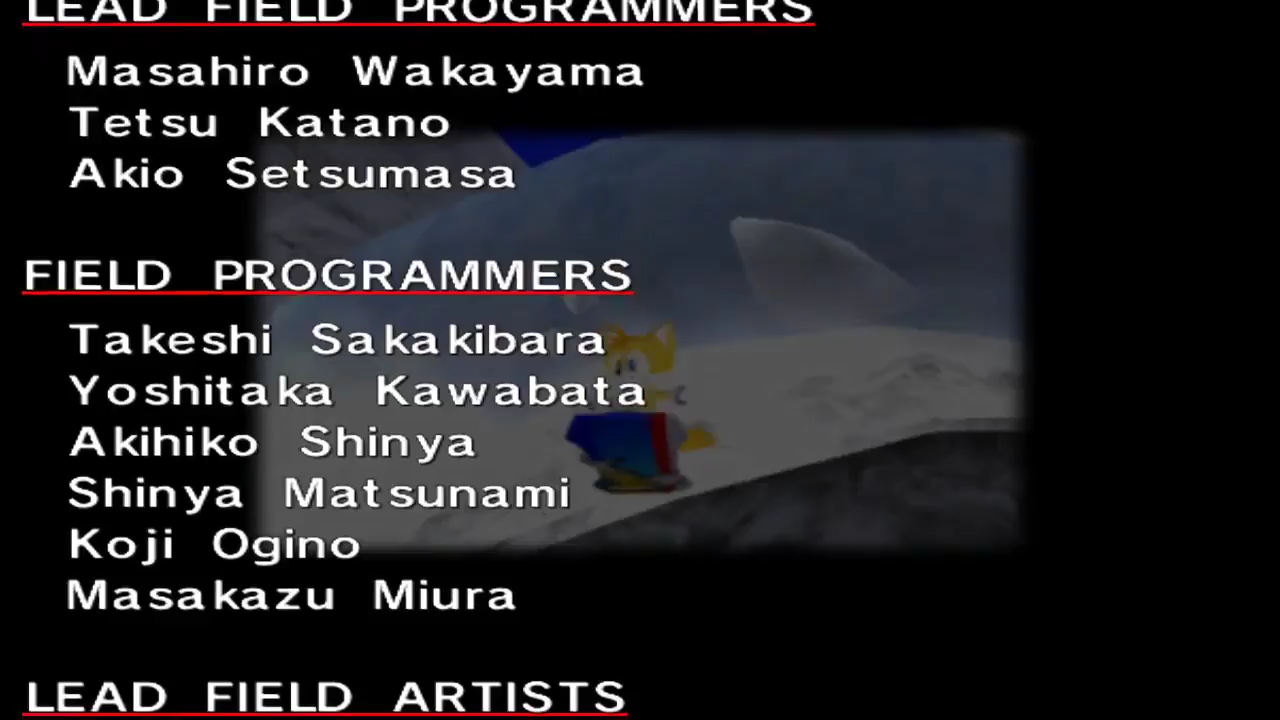 LEAD FIELD PROGRAMMERS
Masahiro Wakayama
Tetsu Katano
Akio Setsumasa
FIELD PROGRAMMERS
Takeshi Sakakibara
Yoshitaka Kawabata
Akihiko Shinya
Shinya Matsunami
Koji Ogino
Masakazu Miura
LEAD FIELD ARTISTS